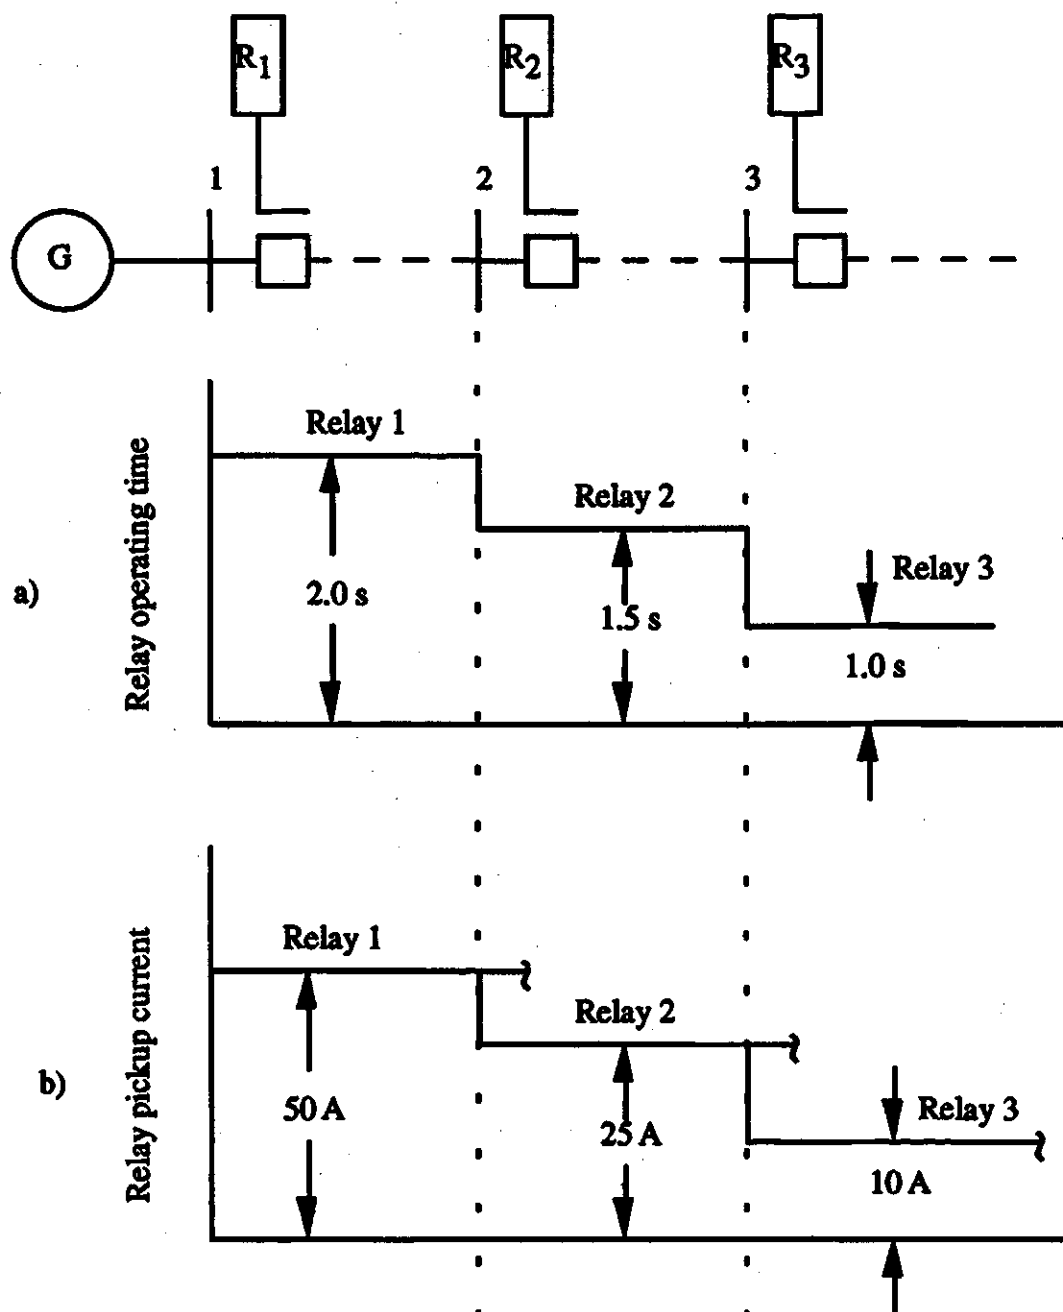 R1 R2 R3
1 2 3
G
a)
Relay operating time
Relay 1
2.0 s
Relay 2
1.5 s
Relay 3
1.0 s
b)
Relay pickup current
Relay 1
50 A
Relay 2
25 A
Relay 3
10 A